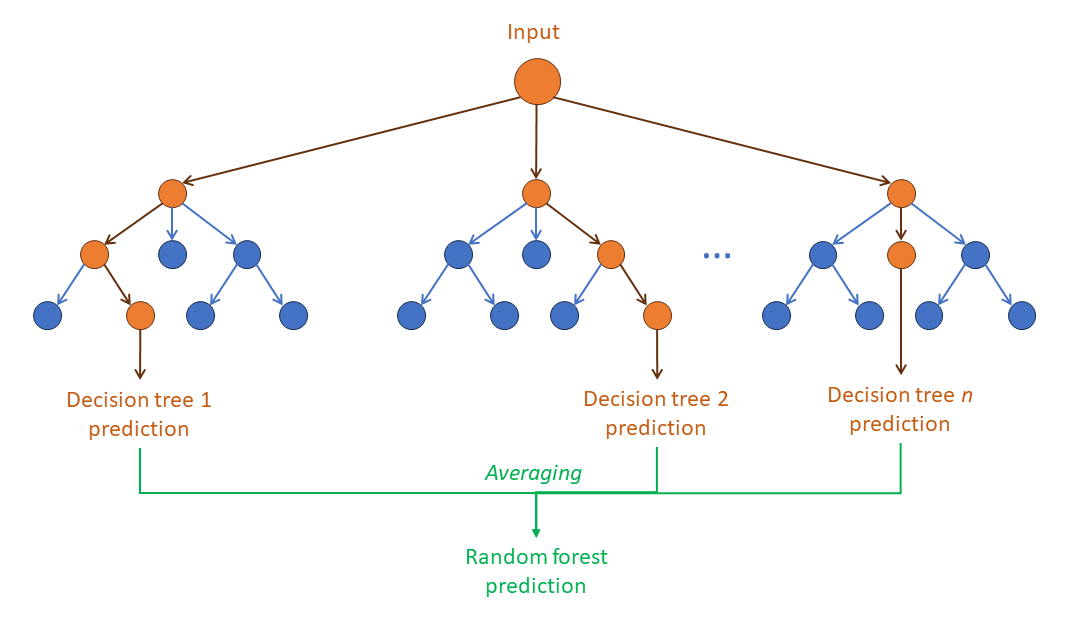 Input
...
Decision tree 1
prediction
Decision tree 2
prediction
Decision tree n
prediction
Averaging
Random forest
prediction